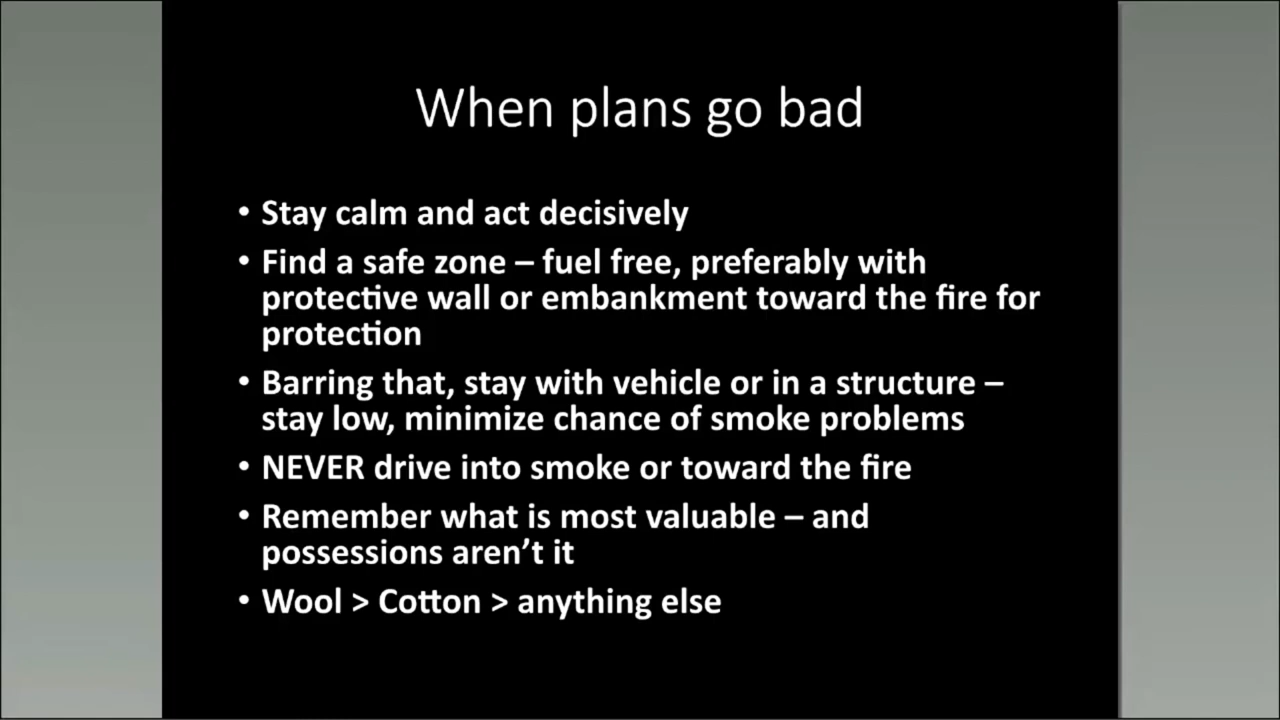 When plans go bad
• Stay calm and act decisively
• Find a safe zone – fuel free, preferably with
protective wall or embankment toward the fire for
protection
• Barring that, stay with vehicle or in a structure –
stay low, minimize chance of smoke problems
• NEVER drive into smoke or toward the fire
• Remember what is most valuable – and
possessions aren’t it
• Wool > Cotton > anything else